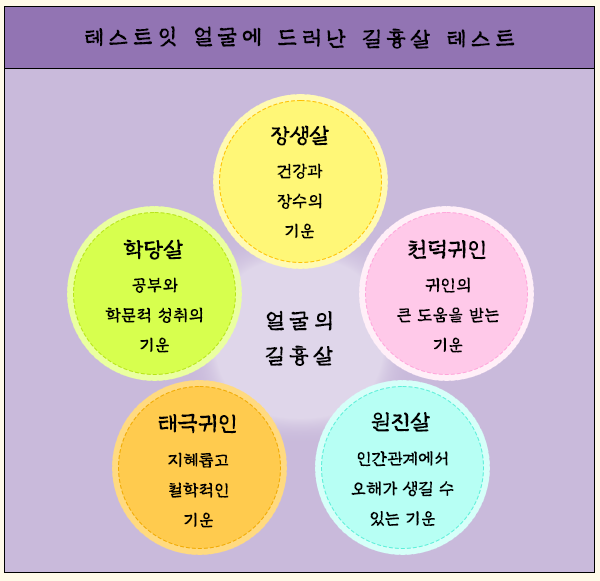 테스트잇 얼굴에 드러난 길흉살 테스트
장생살
건강과
장수의
기운
학당살
공부와
학문적 성취의
기운
천덕귀인
귀인의
큰 도움을 받는
기운
얼굴의
길흉살
태극귀인
지혜롭고
철학적인
기운
원진살
인간관계에서
오해가 생길 수
있는 기운